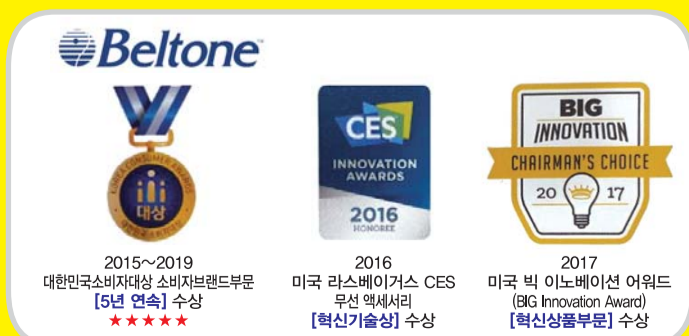 Beltone
KOREA CONSUMER AWARDS
대상
2015~2019
대한민국소비자대상 소비자브랜드부문
[5년 연속] 수상
★★★★★
CES
INNOVATION
AWARDS
2016
HONOREE
2016
미국 라스베이거스 CES
무선 액세서리
[혁신기술상] 수상
BIG
INNOVATION
CHAIRMAN'S CHOICE
20 17
2017
미국 빅 이노베이션 어워드
(BIG Innovation Award)
[혁신상품부문] 수상